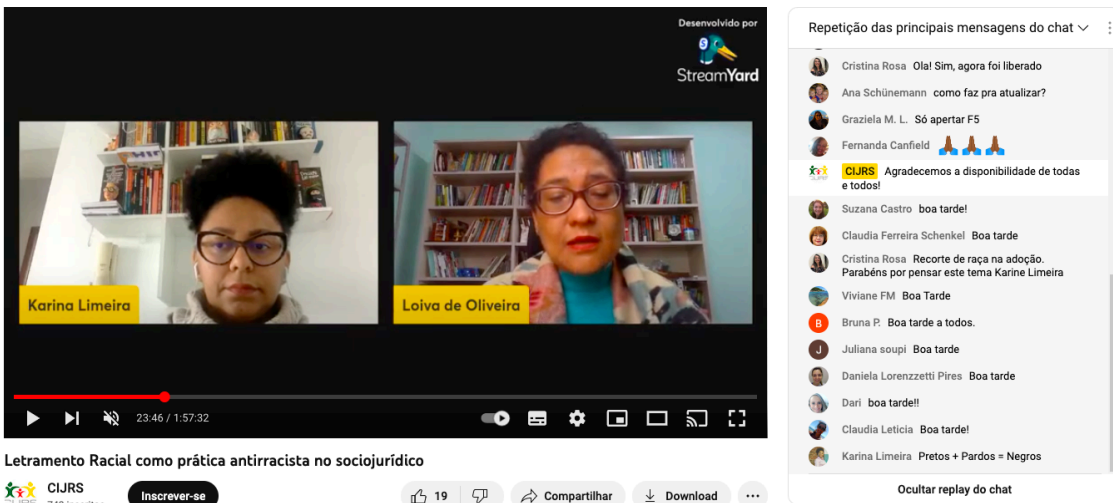 Desenvolvido por
StreamYard
Karina Limeira
Loiva de Oliveira
23:46 / 1:57:32
Letramento Racial como prática antirracista no sociojurídico
CIJRS
Inscrever-se
19
Compartilhar
Download
Repetição das principais mensagens do chat
Cristina Rosa Ola! Sim, agora foi liberado
Ana Schünemann como faz pra atualizar?
Graziela M. L. Só apertar F5
Fernanda Canfield
CIJRS Agradecemos a disponibilidade de todas
e todos!
Suzana Castro boa tarde!
Claudia Ferreira Schenkel Boa tarde
Cristina Rosa Recorte de raça na adoção.
Parabéns por pensar este tema Karine Limeira
Viviane FM Boa Tarde
B
Bruna P. Boa tarde a todos.
J
Juliana soupi Boa tarde
Daniela Lorenzzetti Pires Boa tarde
Dari boa tarde!!
Claudia Leticia Boa tarde!
Karina Limeira Pretos + Pardos = Negros
Ocultar replay do chat